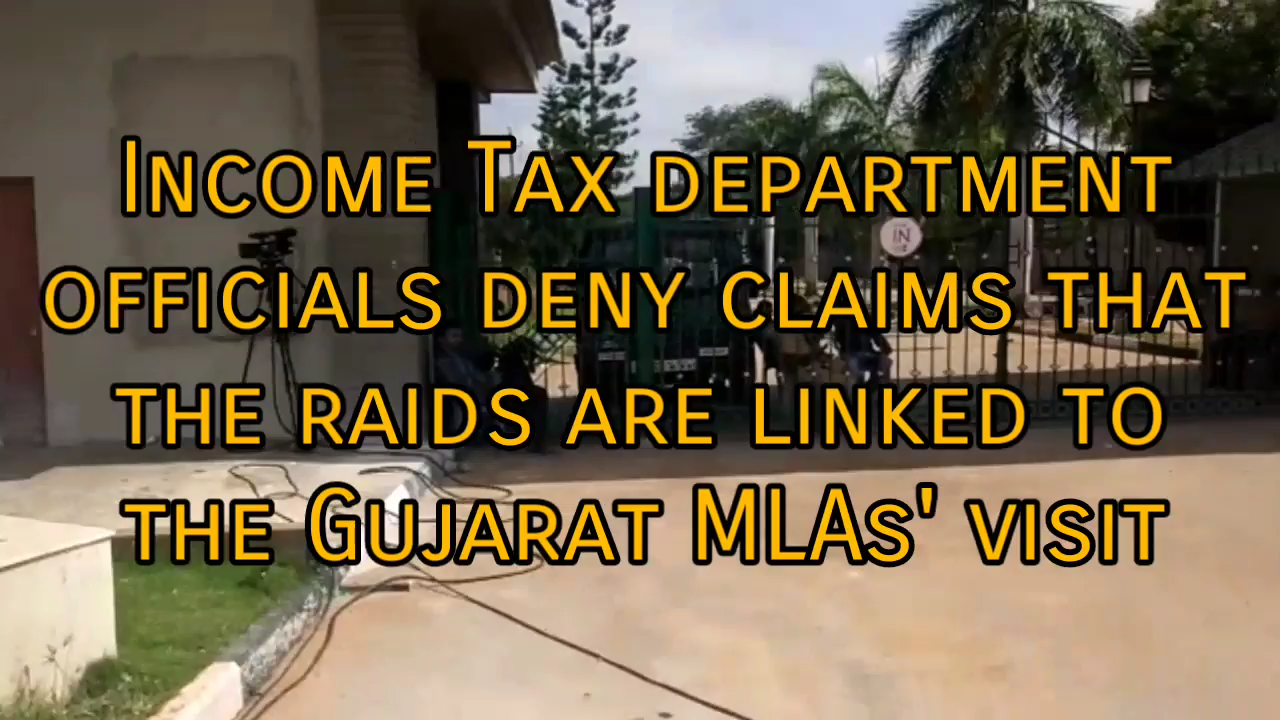 Income Tax department
officials deny claims that
the raids are linked to
the Gujarat MLAs' visit
IN